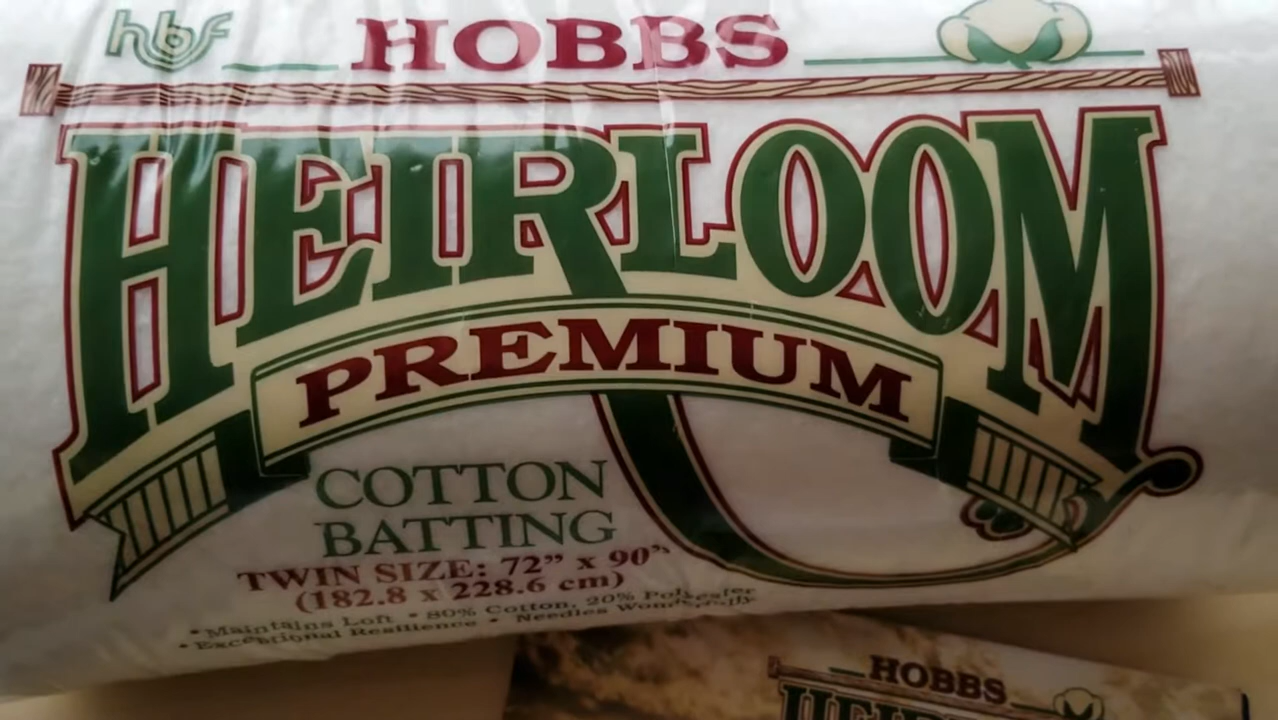 hbf HOBBS
HEIRLOOM
PREMIUM
COTTON
BATTING
TWIN SIZE: 72” x 90”
(182.8 x 228.6 cm)
• Maintains Loft • 80% Cotton, 20% Polyester
• Exceptional Resilience • Needles Wonderfully
HOBBS
HEIRLOOM